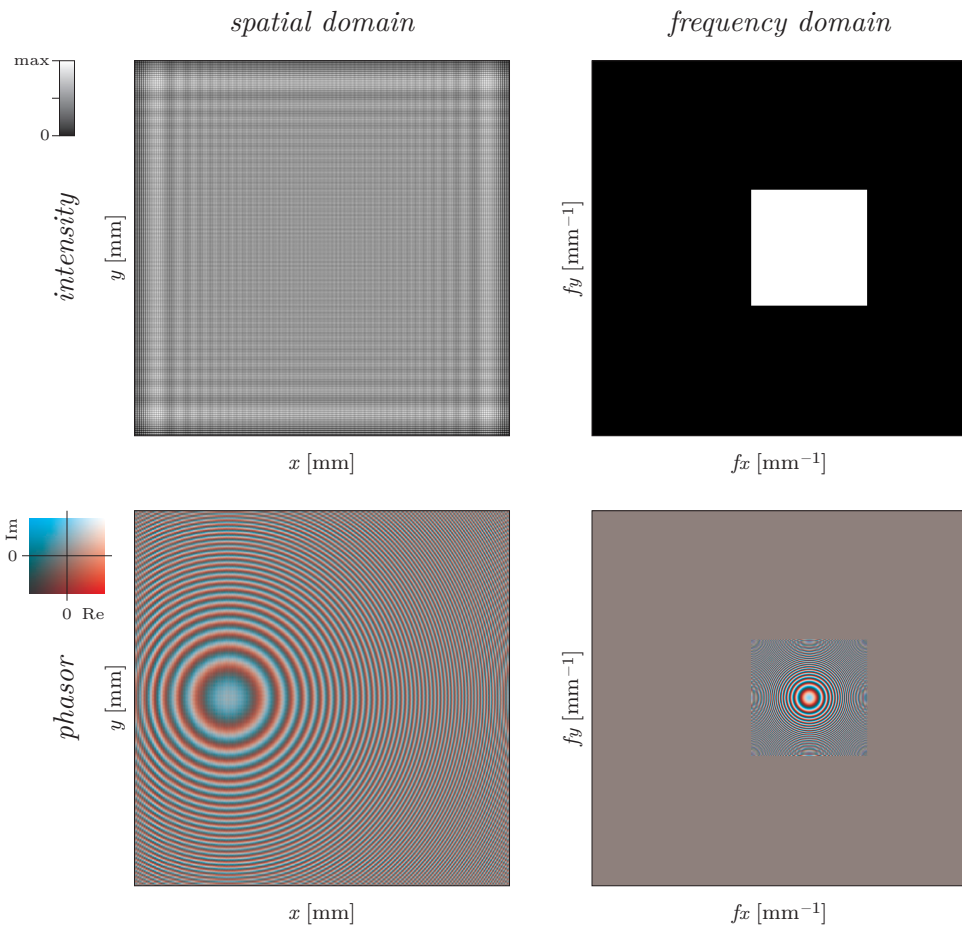 spatial domain
frequency domain
max
0
intensity
y [mm]
x [mm]
fy [mm⁻¹]
fx [mm⁻¹]
Im
0
0 Re
phasor
y [mm]
x [mm]
fy [mm⁻¹]
fx [mm⁻¹]